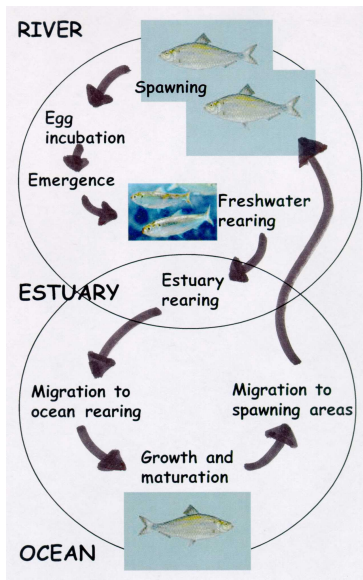 RIVER
Spawning
Egg
incubation
Emergence
Freshwater
rearing
ESTUARY
Estuary
rearing
Migration to
ocean rearing
Migration to
spawning areas
Growth and
maturation
OCEAN